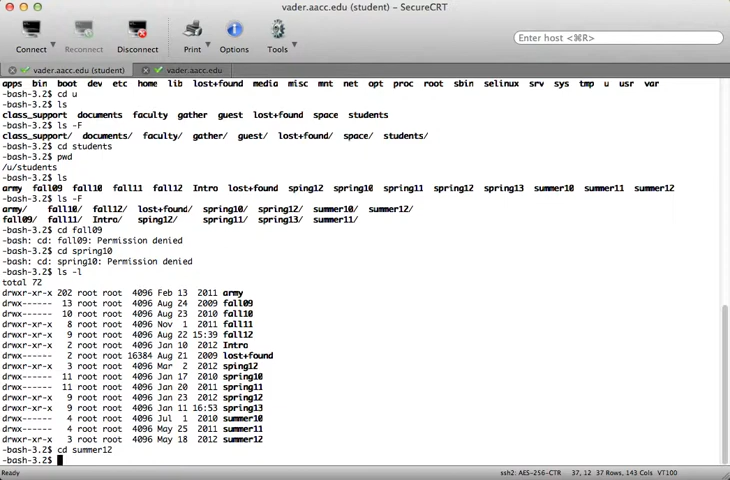 vader.aacc.edu (student) – SecureCRT
Connect Reconnect Disconnect Print Options Tools Enter host <⌘R>
vader.aacc.edu (student) vader.aacc.edu
apps bin boot dev etc home lib lost+found media misc mnt net opt proc root sbin selinux srv sys tmp u usr var
-bash-3.2$ cd u
-bash-3.2$ ls
class_support documents faculty gather guest lost+found space students
-bash-3.2$ ls -F
class_support/ documents/ faculty/ gather/ guest/ lost+found/ space/ students/
-bash-3.2$ cd students
-bash-3.2$ pwd
/u/students
-bash-3.2$ ls
army fall09 fall10 fall11 fall12 Intro lost+found sping12 spring10 spring11 spring12 spring13 summer10 summer11 summer12
-bash-3.2$ ls -F
army/ fall10/ fall12/ lost+found/ spring10/ spring12/ summer10/ summer12/
fall09/ fall11/ Intro/ sping12/ spring11/ spring13/ summer11/
-bash-3.2$ cd fall09
-bash: cd: fall09: Permission denied
-bash-3.2$ cd spring10
-bash: cd: spring10: Permission denied
-bash-3.2$ ls -l
total 72
drwxr-xr-x 202 root root 4096 Feb 13 2011 army
drwx------ 13 root root 4096 Aug 24 2009 fall09
drwx------ 10 root root 4096 Aug 23 2010 fall10
drwxr-xr-x 8 root root 4096 Nov 1 2011 fall11
drwxr-xr-x 9 root root 4096 Aug 22 15:39 fall12
drwxr-xr-x 2 root root 4096 Jan 10 2012 Intro
drwx------ 2 root root 16384 Aug 21 2009 lost+found
drwxr-xr-x 3 root root 4096 Mar 2 2012 sping12
drwx------ 11 root root 4096 Jan 17 2010 spring10
drwx------ 11 root root 4096 Jan 20 2011 spring11
drwxr-xr-x 9 root root 4096 Jan 23 2012 spring12
drwxr-xr-x 9 root root 4096 Jan 11 16:53 spring13
drwx------ 4 root root 4096 Jul 1 2010 summer10
drwx------ 4 root root 4096 May 25 2011 summer11
drwxr-xr-x 3 root root 4096 May 18 2012 summer12
-bash-3.2$ cd summer12
-bash-3.2$
Ready ssh2: AES-256-CTR 37, 12 37 Rows, 143 Cols VT100